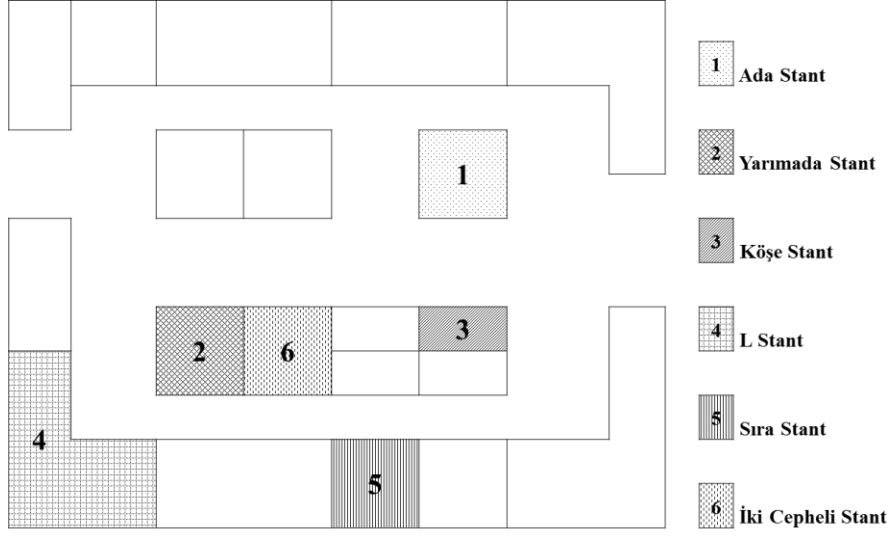 1
2
6
3
4
5
1 Ada Stant
2 Yarımada Stant
3 Köşe Stant
4 L Stant
5 Sıra Stant
6 İki Cepheli Stant